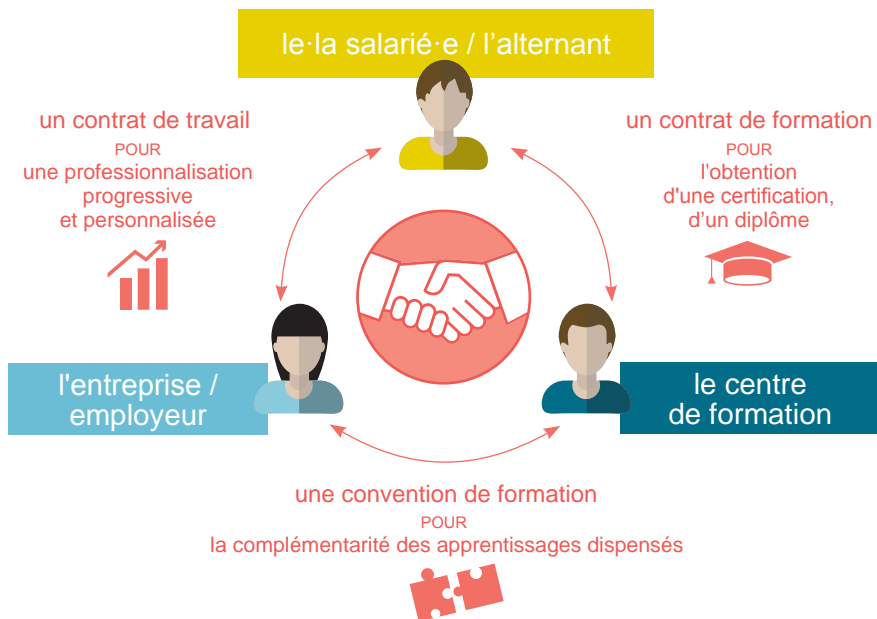 le·la salarié·e / l’alternant
un contrat de travail
POUR
une professionnalisation
progressive
et personnalisée
un contrat de formation
POUR
l'obtention
d'une certification,
d’un diplôme
l'entreprise /
employeur
le centre
de formation
une convention de formation
POUR
la complémentarité des apprentissages dispensés